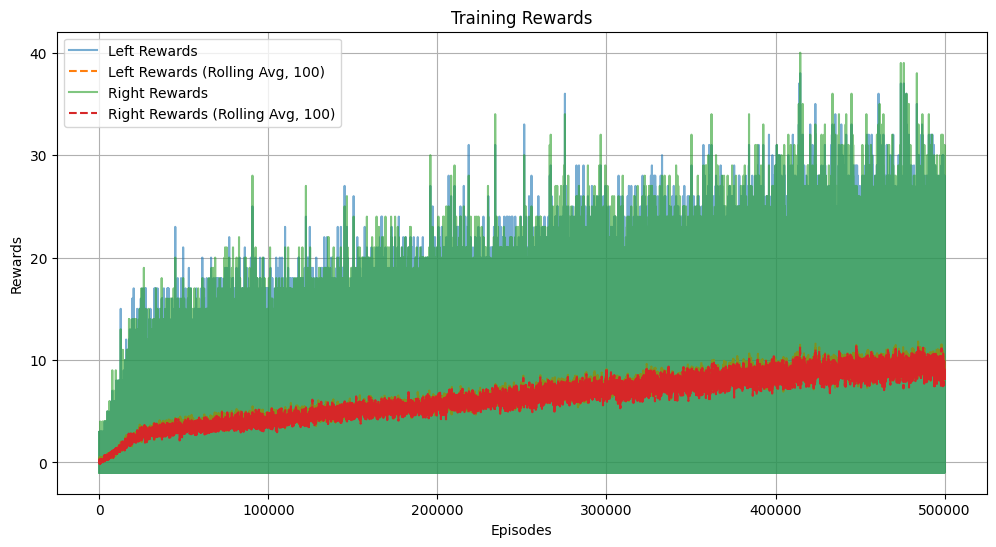 Training Rewards
Left Rewards
Left Rewards (Rolling Avg, 100)
Right Rewards
Right Rewards (Rolling Avg, 100)
Rewards
40
30
20
10
0
0 100000 200000 300000 400000 500000
Episodes